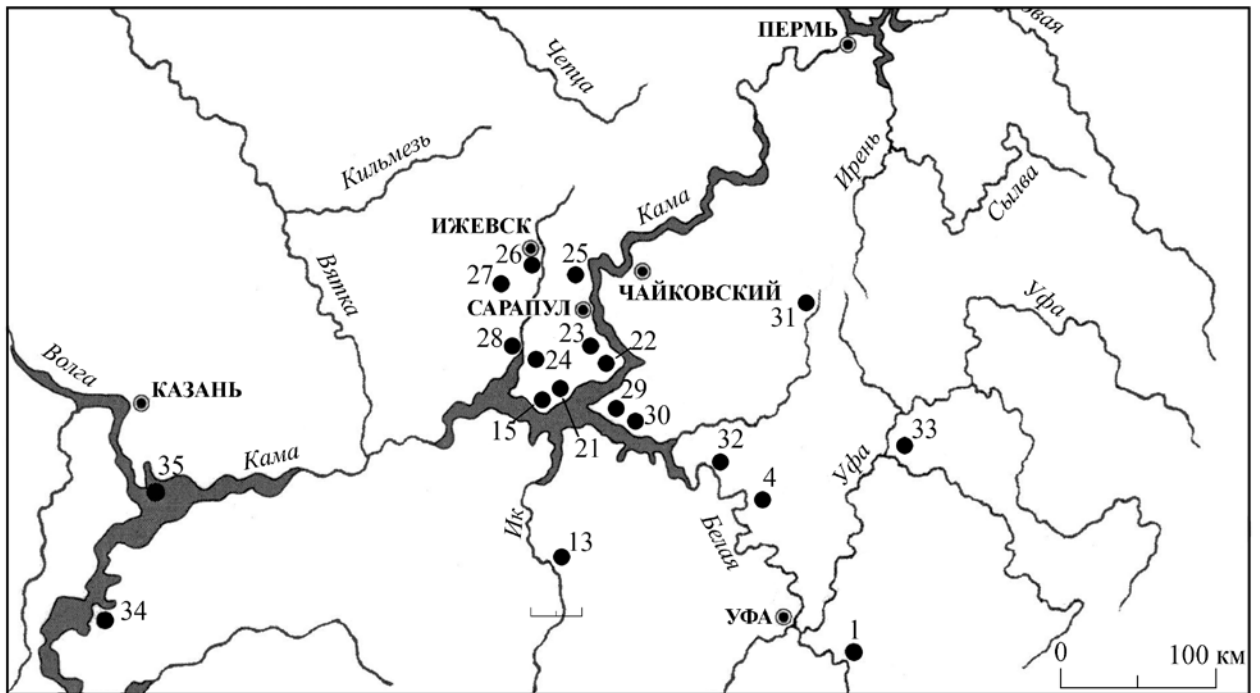 ПЕРМЬ
овая
Чепца
Кильмезь
Ирень
Сылва
Кама
ИЖЕВСК
26
25
27
ЧАЙКОВСКИЙ
САРАПУЛ
31
Уфа
Вятка
28
23
22
24
Волга
КАЗАНЬ
29
30
15
21
32
33
Кама
35
4
Уфа
Ик
Белая
13
34
УФА
1
0 100 км